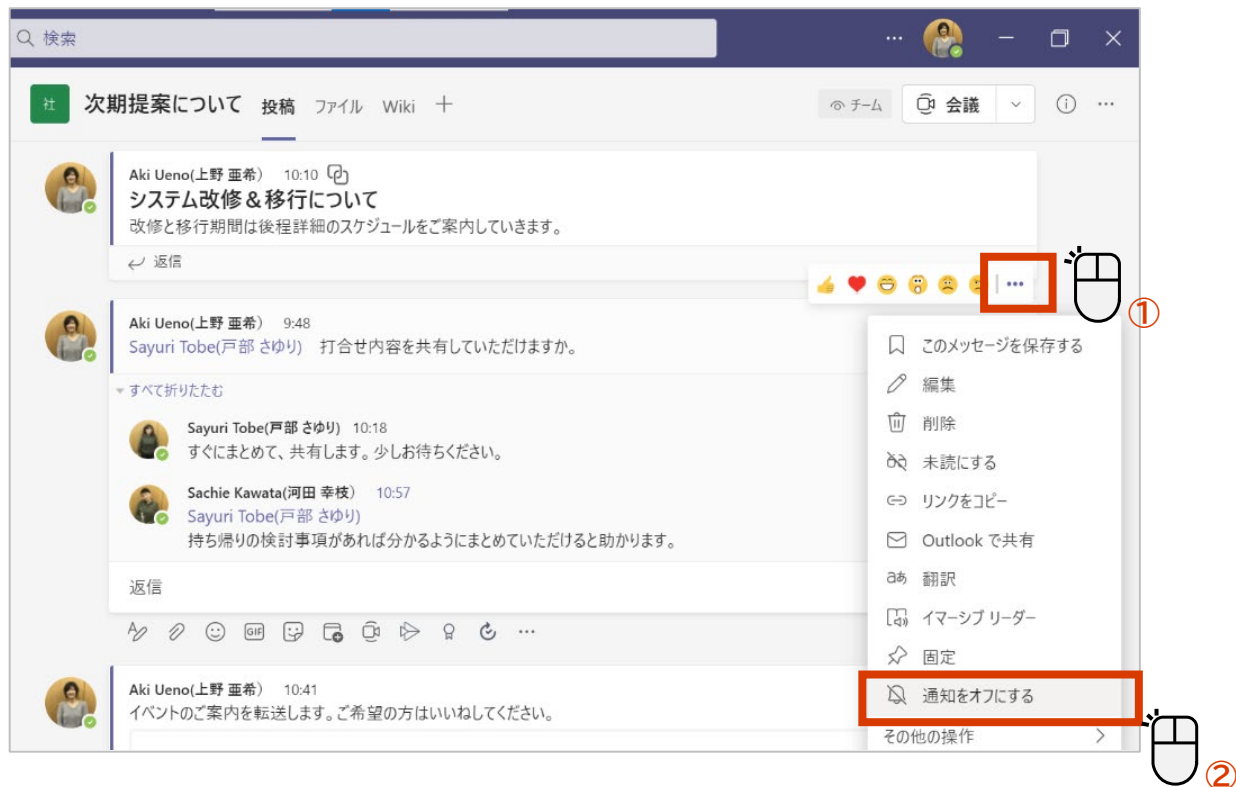 検索
社 次期提案について 投稿 ファイル Wiki
チーム 会議
Aki Ueno(上野 亜希） 10:10
システム改修＆移行について
改修と移行期間は後程詳細のスケジュールをご案内していきます。
返信
①
Aki Ueno(上野 亜希） 9:48
Sayuri Tobe(戸部 さゆり) 打合せ内容を共有していただけますか。
すべて折りたたむ
Sayuri Tobe(戸部 さゆり) 10:18
すぐにまとめて、共有します。少しお待ちください。
Sachie Kawata(河田 幸枝） 10:57
Sayuri Tobe(戸部 さゆり)
持ち帰りの検討事項があれば分かるようにまとめていただけると助かります。
返信
GIF
Aki Ueno(上野 亜希） 10:41
イベントのご案内を転送します。ご希望の方はいいねしてください。
このメッセージを保存する
編集
削除
未読にする
リンクをコピー
Outlook で共有
aあ 翻訳
イマーシブ リーダー
固定
通知をオフにする
その他の操作
②